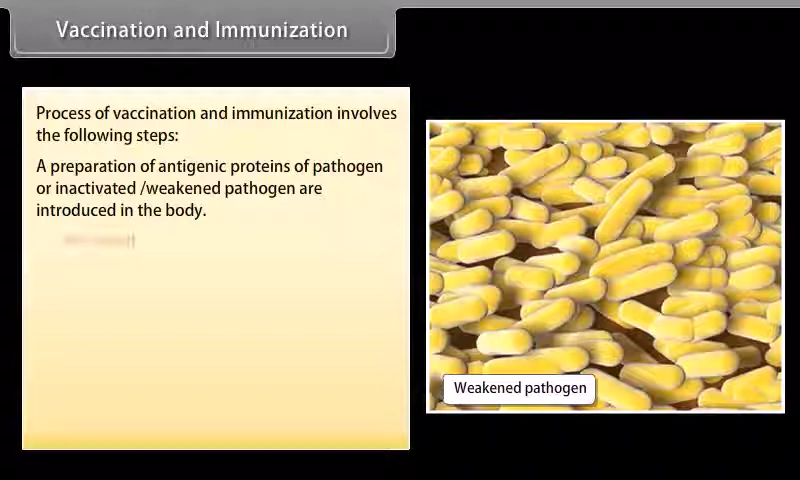 Vaccination and Immunization
Process of vaccination and immunization involves
the following steps:
A preparation of antigenic proteins of pathogen
or inactivated /weakened pathogen are
introduced in the body.
Weakened pathogen